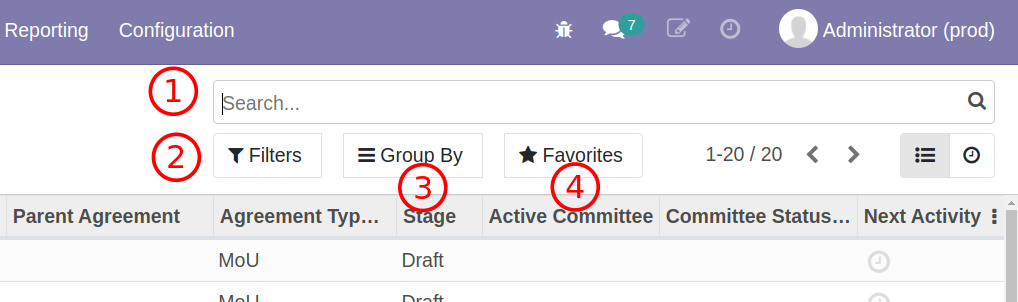 Reporting Configuration 7 Administrator (prod)
1 Search...
2 Filters Group By Favorites 1-20 / 20
3 4
Parent Agreement Agreement Typ... Stage Active Committee Committee Status... Next Activity
MoU Draft
MoU Draft